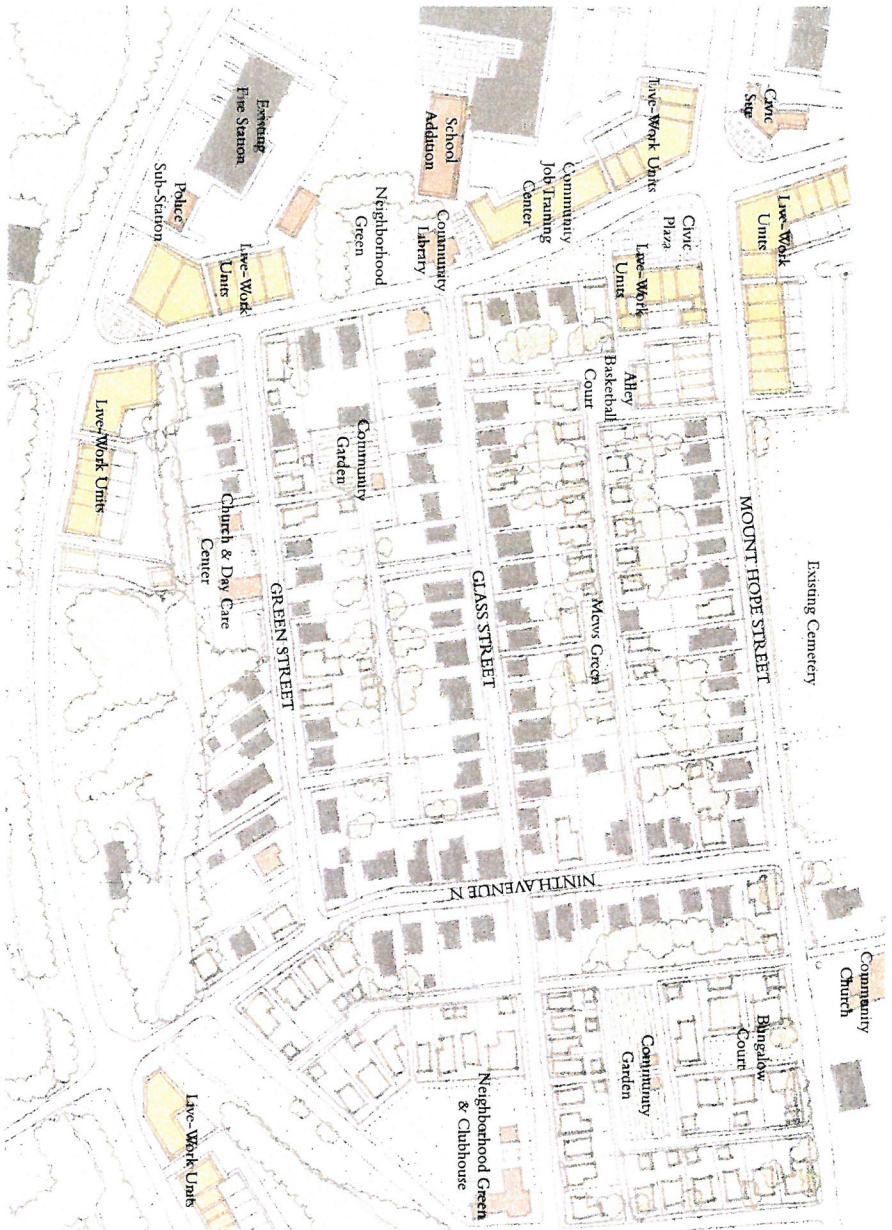 Existing
Fire Station
Police
Sub-Station
Live-Work
Units
Neighborhood
Green
School
Addition
Community
Library
Community
Job Training
Center
Live-Work Units
Civic
Site
Civic
Plaza
Live-Work
Units
Live-Work
Units
Alley
Basketball
Court
Live-Work Units
Community
Garden
Church & Day Care
Center
GREEN STREET
GLASS STREET
Mews Green
MOUNT HOPE STREET
Existing Cemetery
NINTH AVENUE N
Community
Church
Bungalow
Court
Community
Garden
Neighborhood Green
& Clubhouse
Live-Work Units